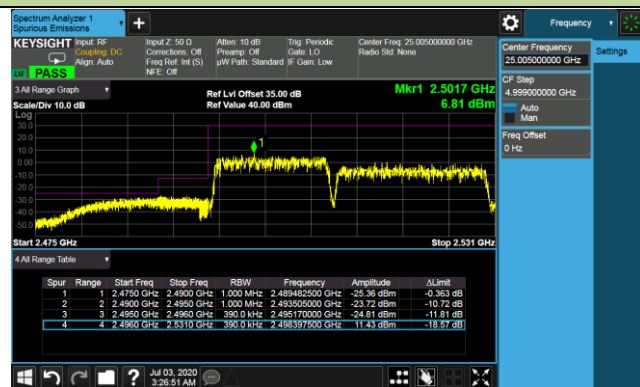 Spectrum Analyzer 1
Spurious Emissions
Frequency
KEYSIGHT
Input: RF
Coupling: DC
Align: Auto
Input Z: 50 Ω
Corrections: Off
Freq Ref: Int (S)
NFE: Off
Atten: 10 dB
Preamp: Off
µW Path: Standard
Trig: Periodic
Gate: LO
IF Gain: Low
Center Freq: 25.005000000 GHz
Radio Std: None
PASS
Center Frequency
25.005000000 GHz
Settings
CF Step
4.999000000 GHz
Auto
Man
Freq Offset
0 Hz
3 All Range Graph
Scale/Div 10.0 dB
Ref Lvl Offset 35.00 dB
Ref Value 40.00 dBm
Mkr1 2.5017 GHz
6.81 dBm
Log
30.0
20.0
10.0
0.00
-10.0
-20.0
-30.0
-40.0
-50.0
1
Start 2.475 GHz
Stop 2.531 GHz
4 All Range Table
Spur Range Start Freq Stop Freq RBW Frequency Amplitude ΔLimit
1 1 2.4750 GHz 2.4900 GHz 1.000 MHz 2.489482500 GHz -25.36 dBm -0.363 dB
2 2 2.4900 GHz 2.4950 GHz 1.000 MHz 2.493505000 GHz -23.72 dBm -10.72 dB
3 3 2.4950 GHz 2.4960 GHz 390.0 kHz 2.495170000 GHz -24.81 dBm -11.81 dB
4 4 2.4960 GHz 2.5310 GHz 390.0 kHz 2.498397500 GHz 11.43 dBm -18.57 dB
Jul 03, 2020
3:26:51 AM